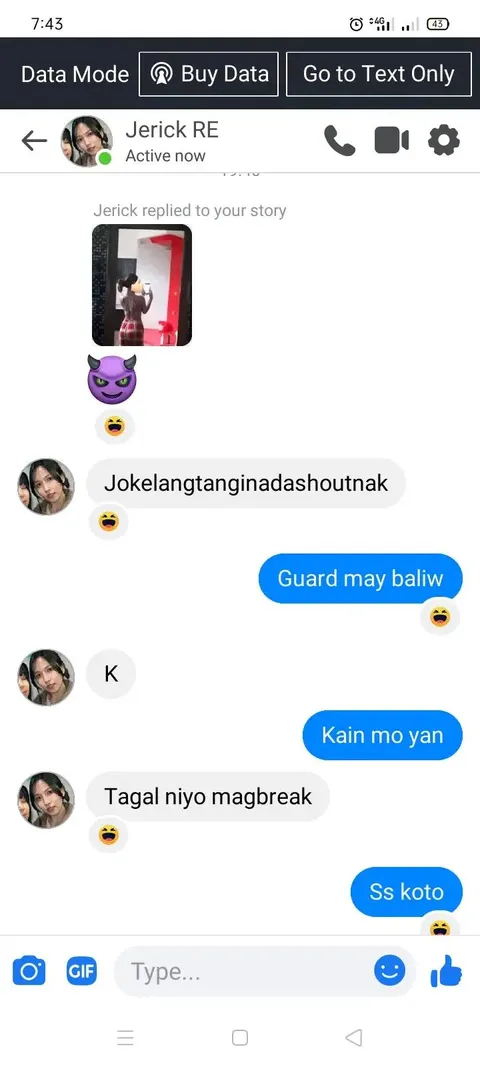 7:43
4G
43
Data Mode
Buy Data
Go to Text Only
Jerick RE
Active now
Jerick replied to your story
Jokelangtanginadashoutnak
Guard may baliw
K
Kain mo yan
Tagal niyo magbreak
Ss koto
GIF
Type...